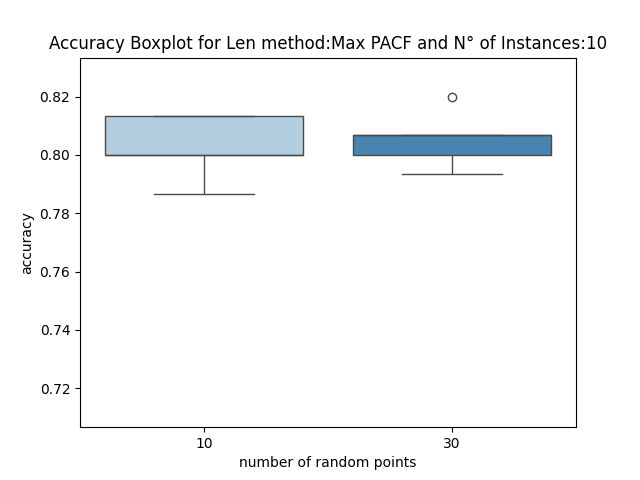 Accuracy Boxplot for Len method:Max PACF and N° of Instances:10
0.82
0.80
0.78
0.76
0.74
0.72
accuracy
10 30
number of random points